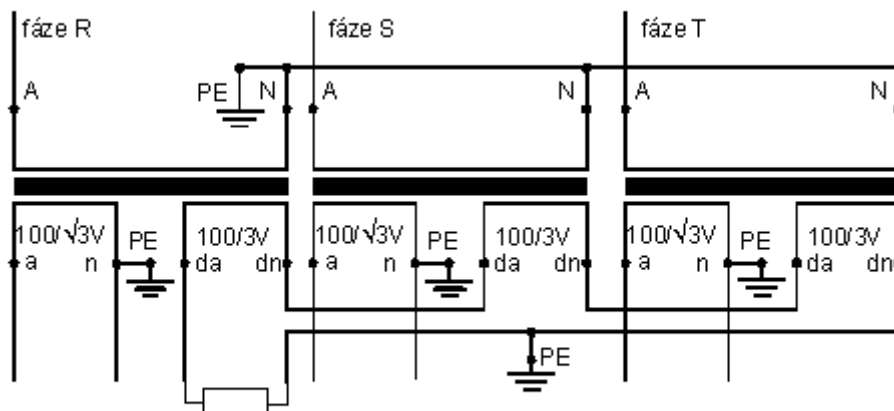 fáze R fáze S fáze T
A PE N A N A N
100/√3V PE 100/3V 100/√3V PE 100/3V 100/√3V PE 100/3V
a n da dn a n da dn a n da dn
PE